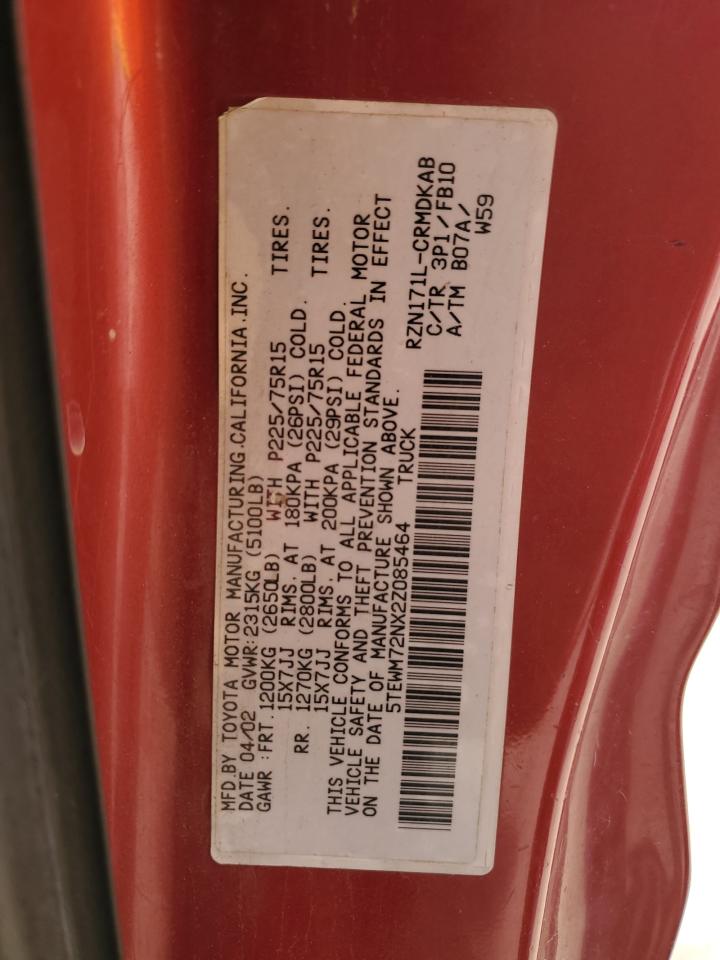 MFD.BY TOYOTA MOTOR MANUFACTURING.CALIFORNIA.INC.
DATE 04/02 GVWR:2315KG (5100LB)
GAWR :FRT.1200KG (2650LB) WITH P225/75R15 TIRES.
15X7JJ RIMS. AT 180KPA (26PSI) COLD.
RR. 1270KG (2800LB) WITH P225/75R15 TIRES.
15X7JJ RIMS. AT 200KPA (29PSI) COLD.
THIS VEHICLE CONFORMS TO ALL APPLICABLE FEDERAL MOTOR
VEHICLE SAFETY AND THEFT PREVENTION STANDARDS IN EFFECT
ON THE DATE OF MANUFACTURE SHOWN ABOVE.
5TEWM72NX2Z085464 TRUCK
RZN171L-CRMDKAB
C/TR 3P1/FB10
A/TM B07A/
W59